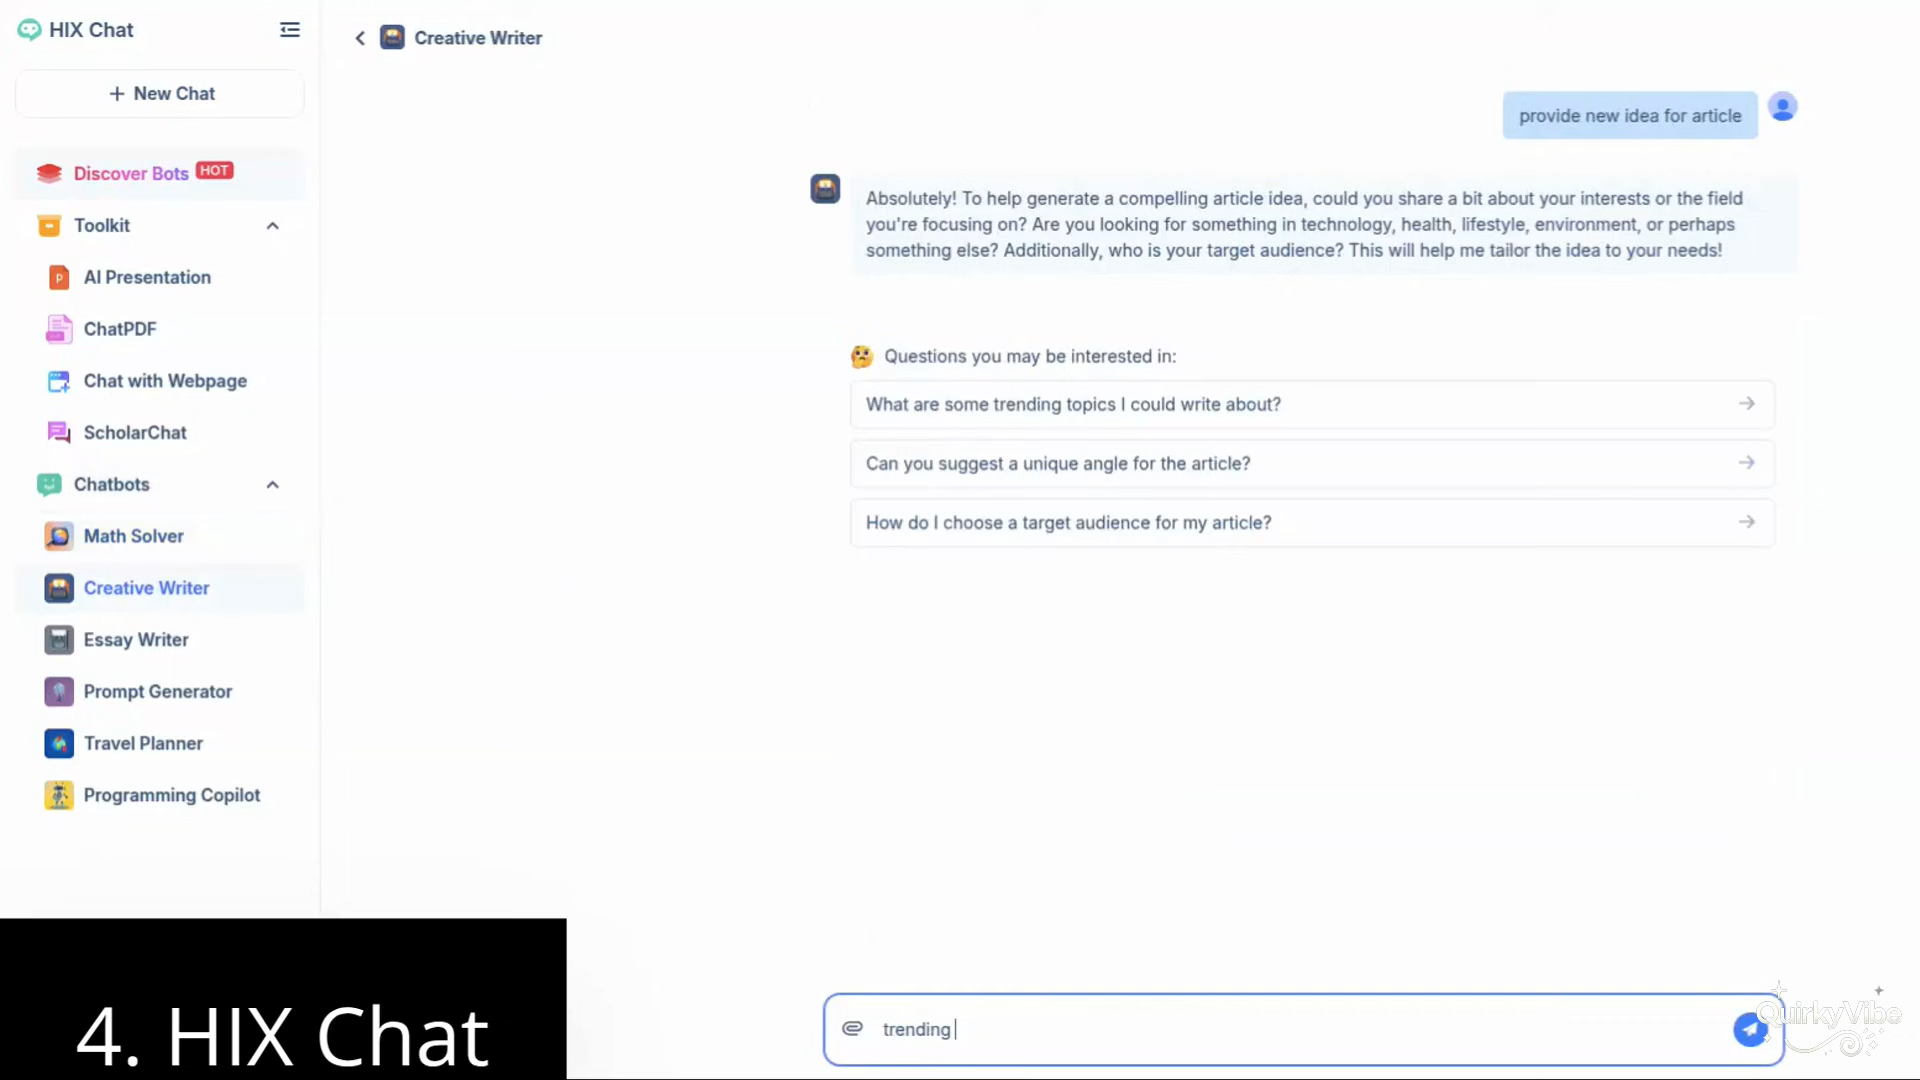 HIX Chat
+ New Chat
Discover Bots HOT
Toolkit
AI Presentation
ChatPDF
Chat with Webpage
ScholarChat
Chatbots
Math Solver
Creative Writer
Essay Writer
Prompt Generator
Travel Planner
Programming Copilot
Creative Writer
provide new idea for article
Absolutely! To help generate a compelling article idea, could you share a bit about your interests or the field
you're focusing on? Are you looking for something in technology, health, lifestyle, environment, or perhaps
something else? Additionally, who is your target audience? This will help me tailor the idea to your needs!
Questions you may be interested in:
What are some trending topics I could write about?
Can you suggest a unique angle for the article?
How do I choose a target audience for my article?
trending
QuirkyVibe
4. HIX Chat